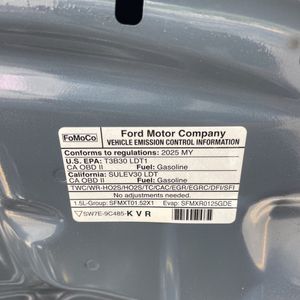 FoMoCo
Ford Motor Company
VEHICLE EMISSION CONTROL INFORMATION
Conforms to regulations: 2025 MY
U.S. EPA: T3B30 LDT1
CA OBD II Fuel: Gasoline
California: SULEV30 LDT
CA OBD II Fuel: Gasoline
TWC/WR-HO2S/HO2S/TC/CAC/EGR/EGRC/DFI/SFI
No adjustments needed.
1.5L-Group: SFMXT01.52X1 Evap: SFMXR0125GDE
SW7E-9C485-KVR